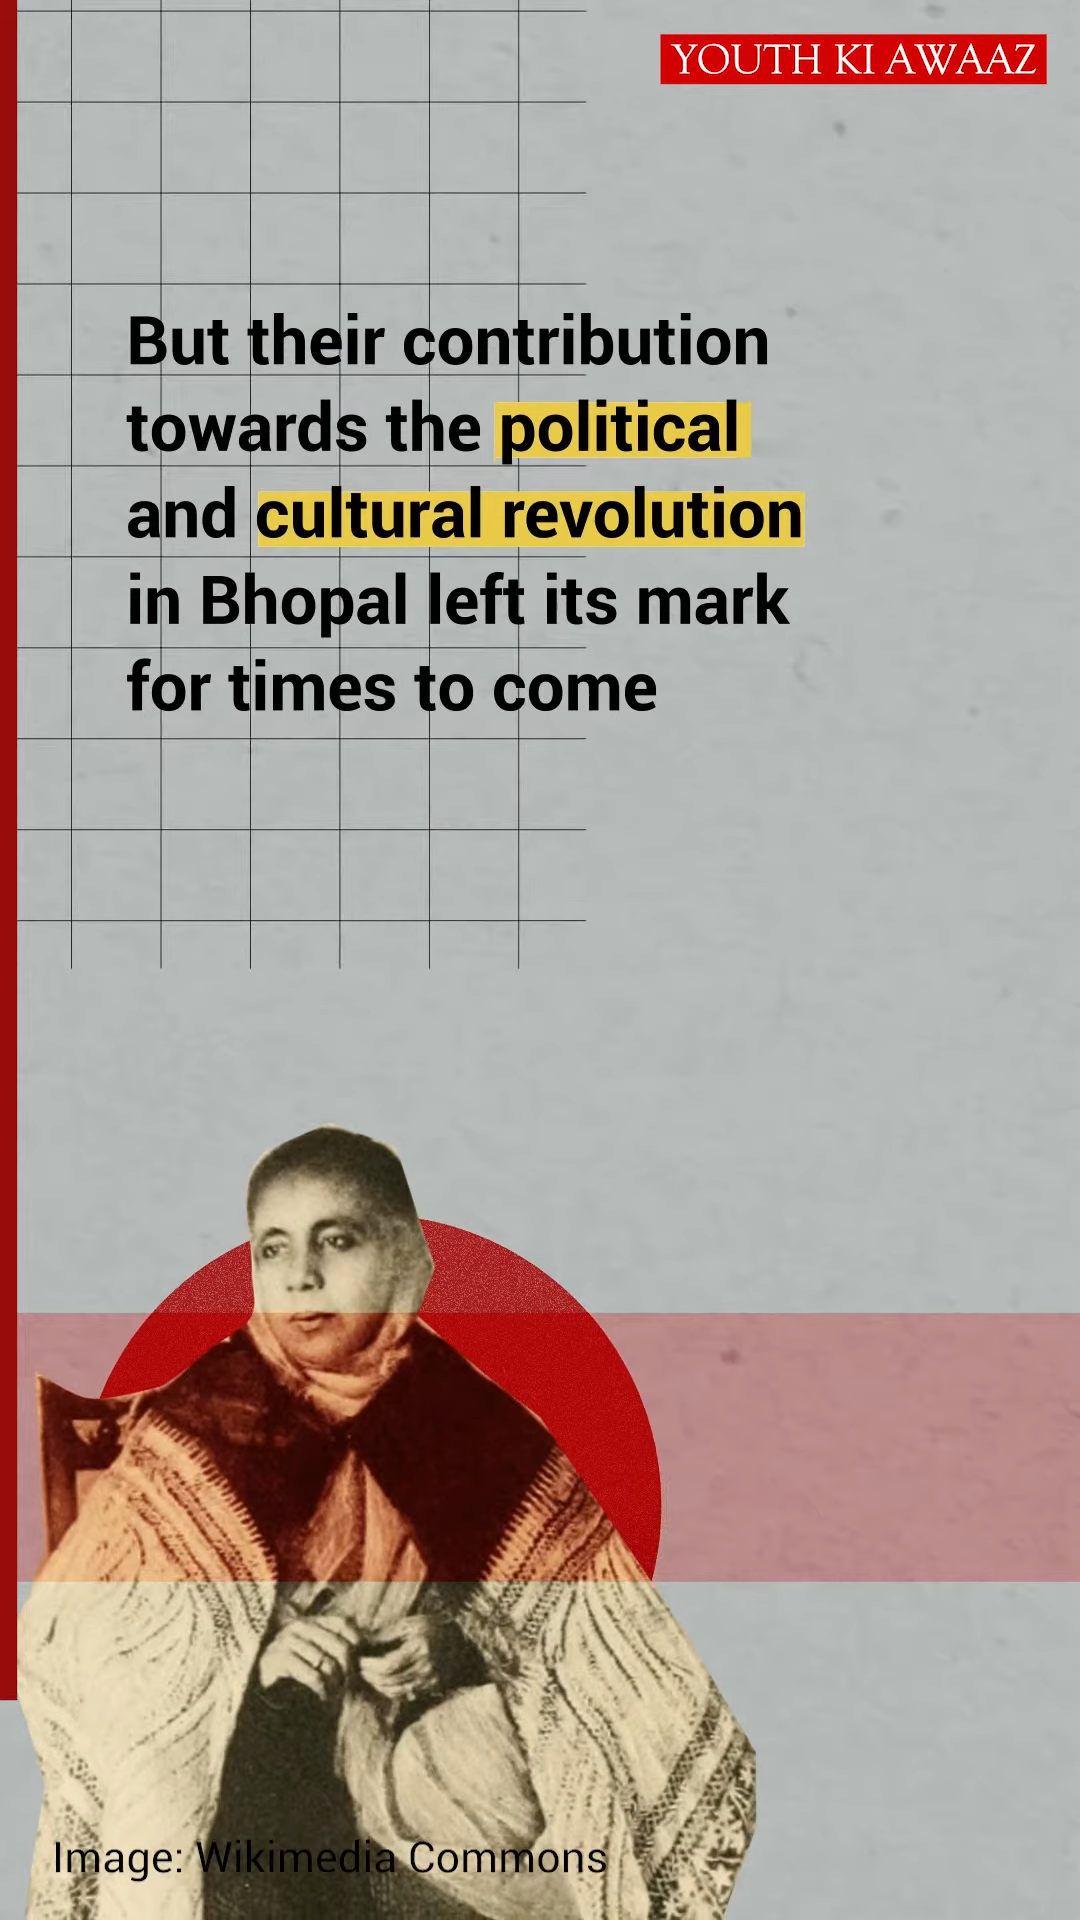 YOUTH KI AWAAZ
But their contribution
towards the political
and cultural revolution
in Bhopal left its mark
for times to come
Image: Wikimedia Commons